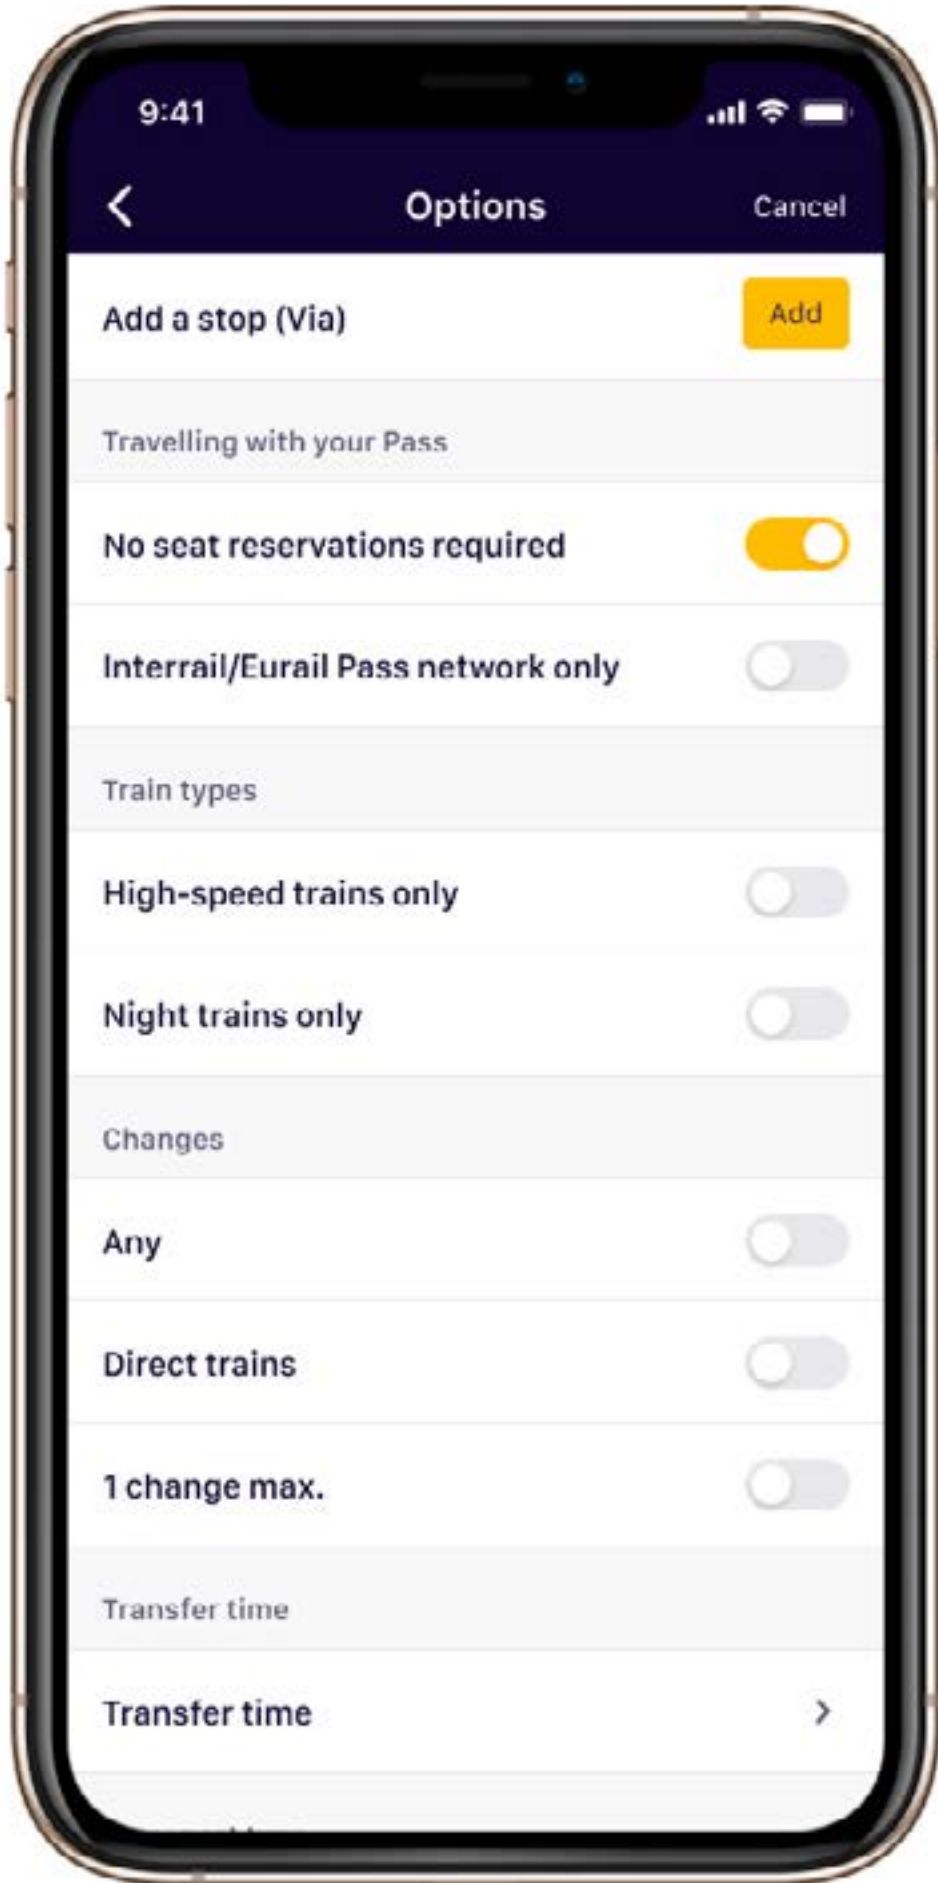 9:41
Options
Cancel
Add a stop (Via)
Add
Travelling with your Pass
No seat reservations required
Interrail/Eurail Pass network only
Train types
High-speed trains only
Night trains only
Changes
Any
Direct trains
1 change max.
Transfer time
Transfer time